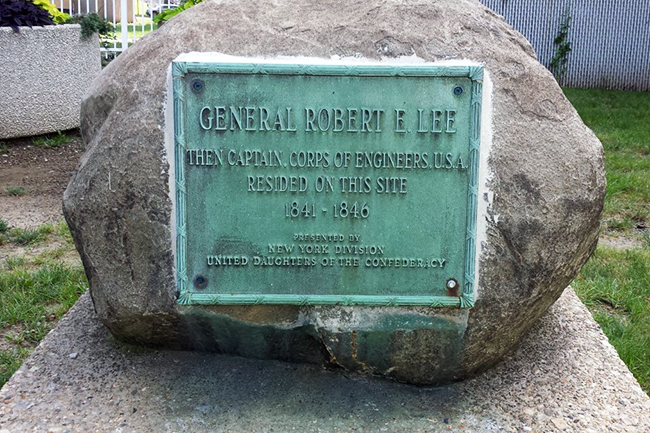 GENERAL ROBERT E. LEE
THEN CAPTAIN, CORPS OF ENGINEERS, U.S.A.
RESIDED ON THIS SITE
1841 - 1846
PRESENTED BY
NEW YORK DIVISION
UNITED DAUGHTERS OF THE CONFEDERACY